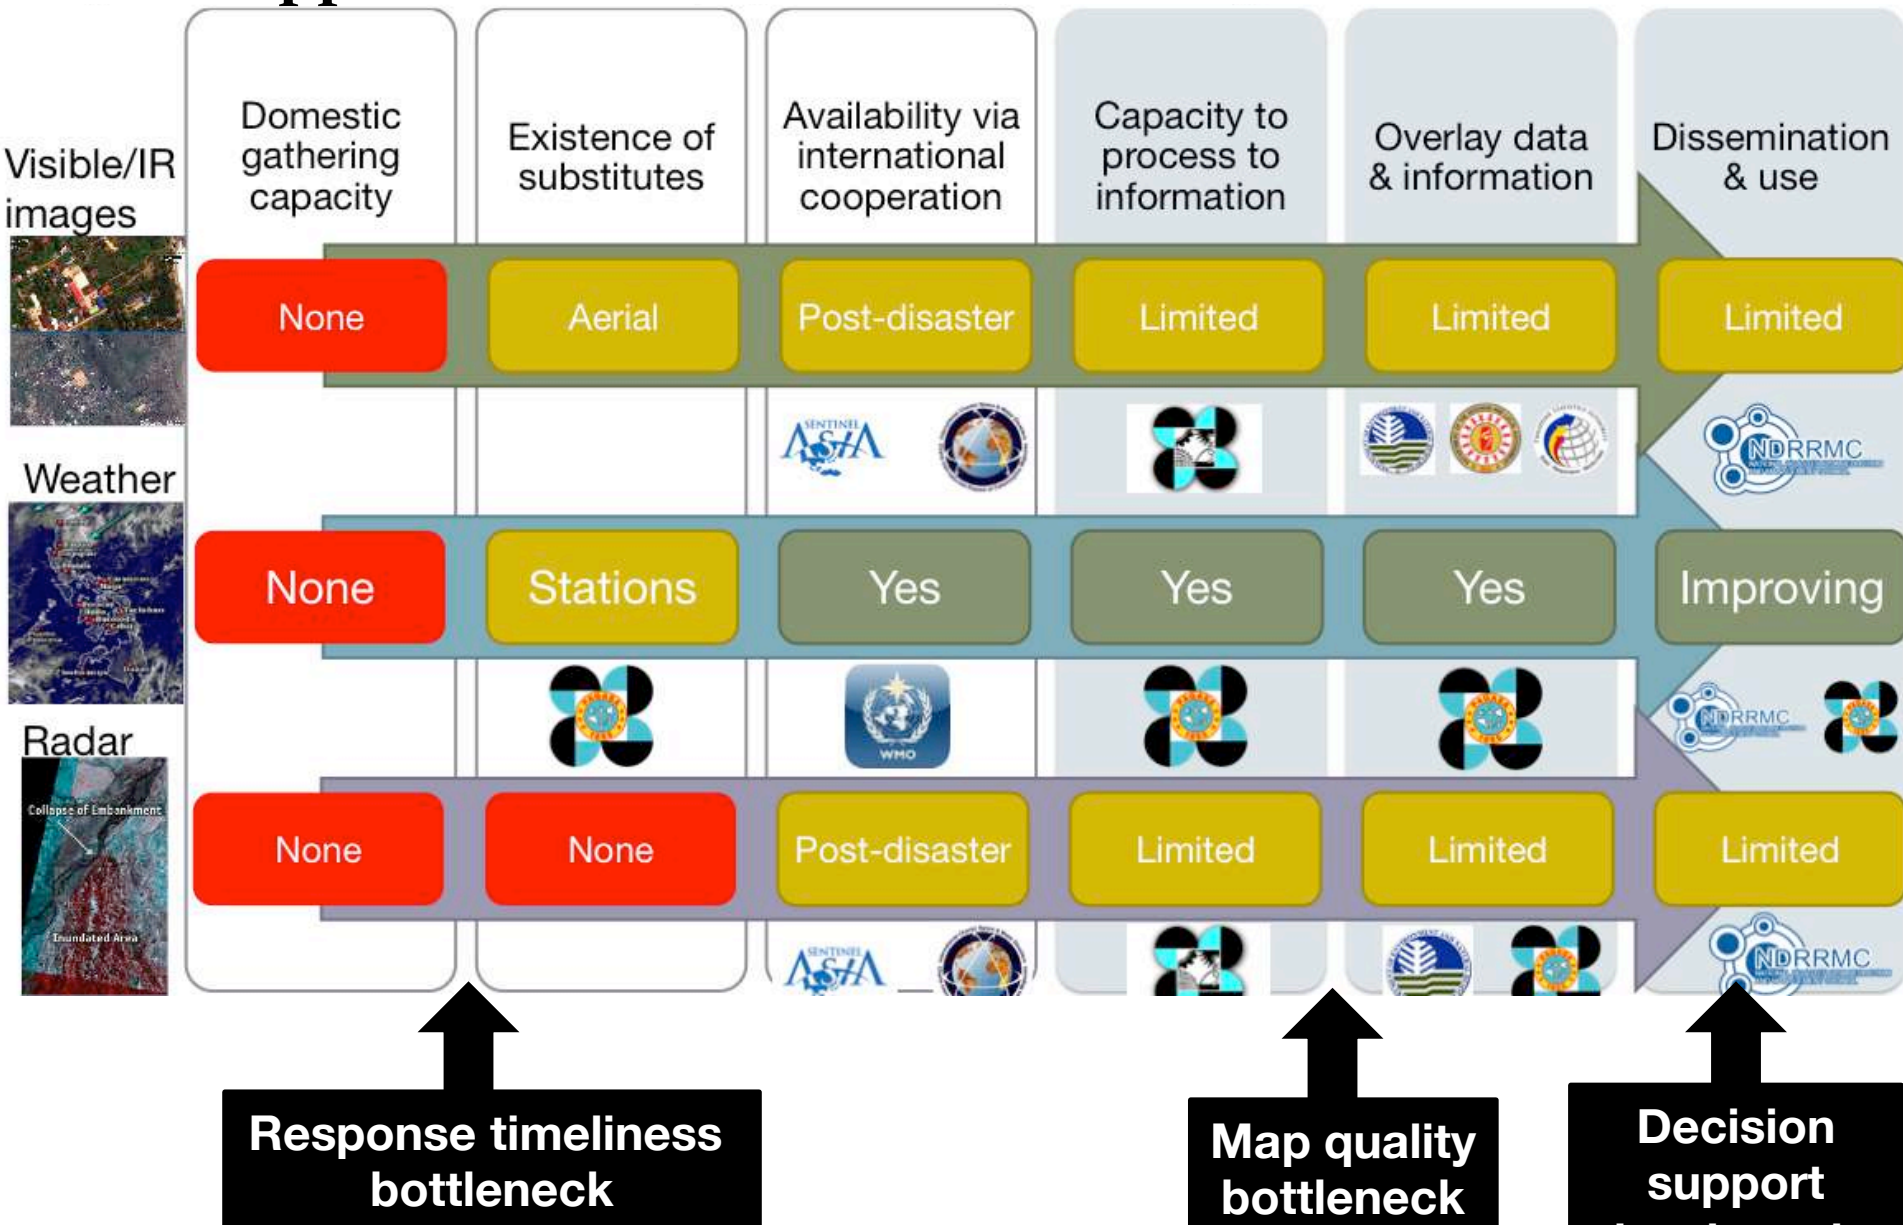 Domestic
gathering
capacity
Existence of
substitutes
Availability via
international
cooperation
Capacity to
process to
information
Overlay data
& information
Dissemination
& use
Visible/IR
images
None
Aerial
Post-disaster
Limited
Limited
Limited
SENTINEL
ASIA
NDRRMC
Weather
None
Stations
Yes
Yes
Yes
Improving
WMO
NDRRMC
Radar
Collapse of Embankment
Inundated Area
None
None
Post-disaster
Limited
Limited
Limited
SENTINEL
ASIA
NDRRMC
Response timeliness
bottleneck
Map quality
bottleneck
Decision
support